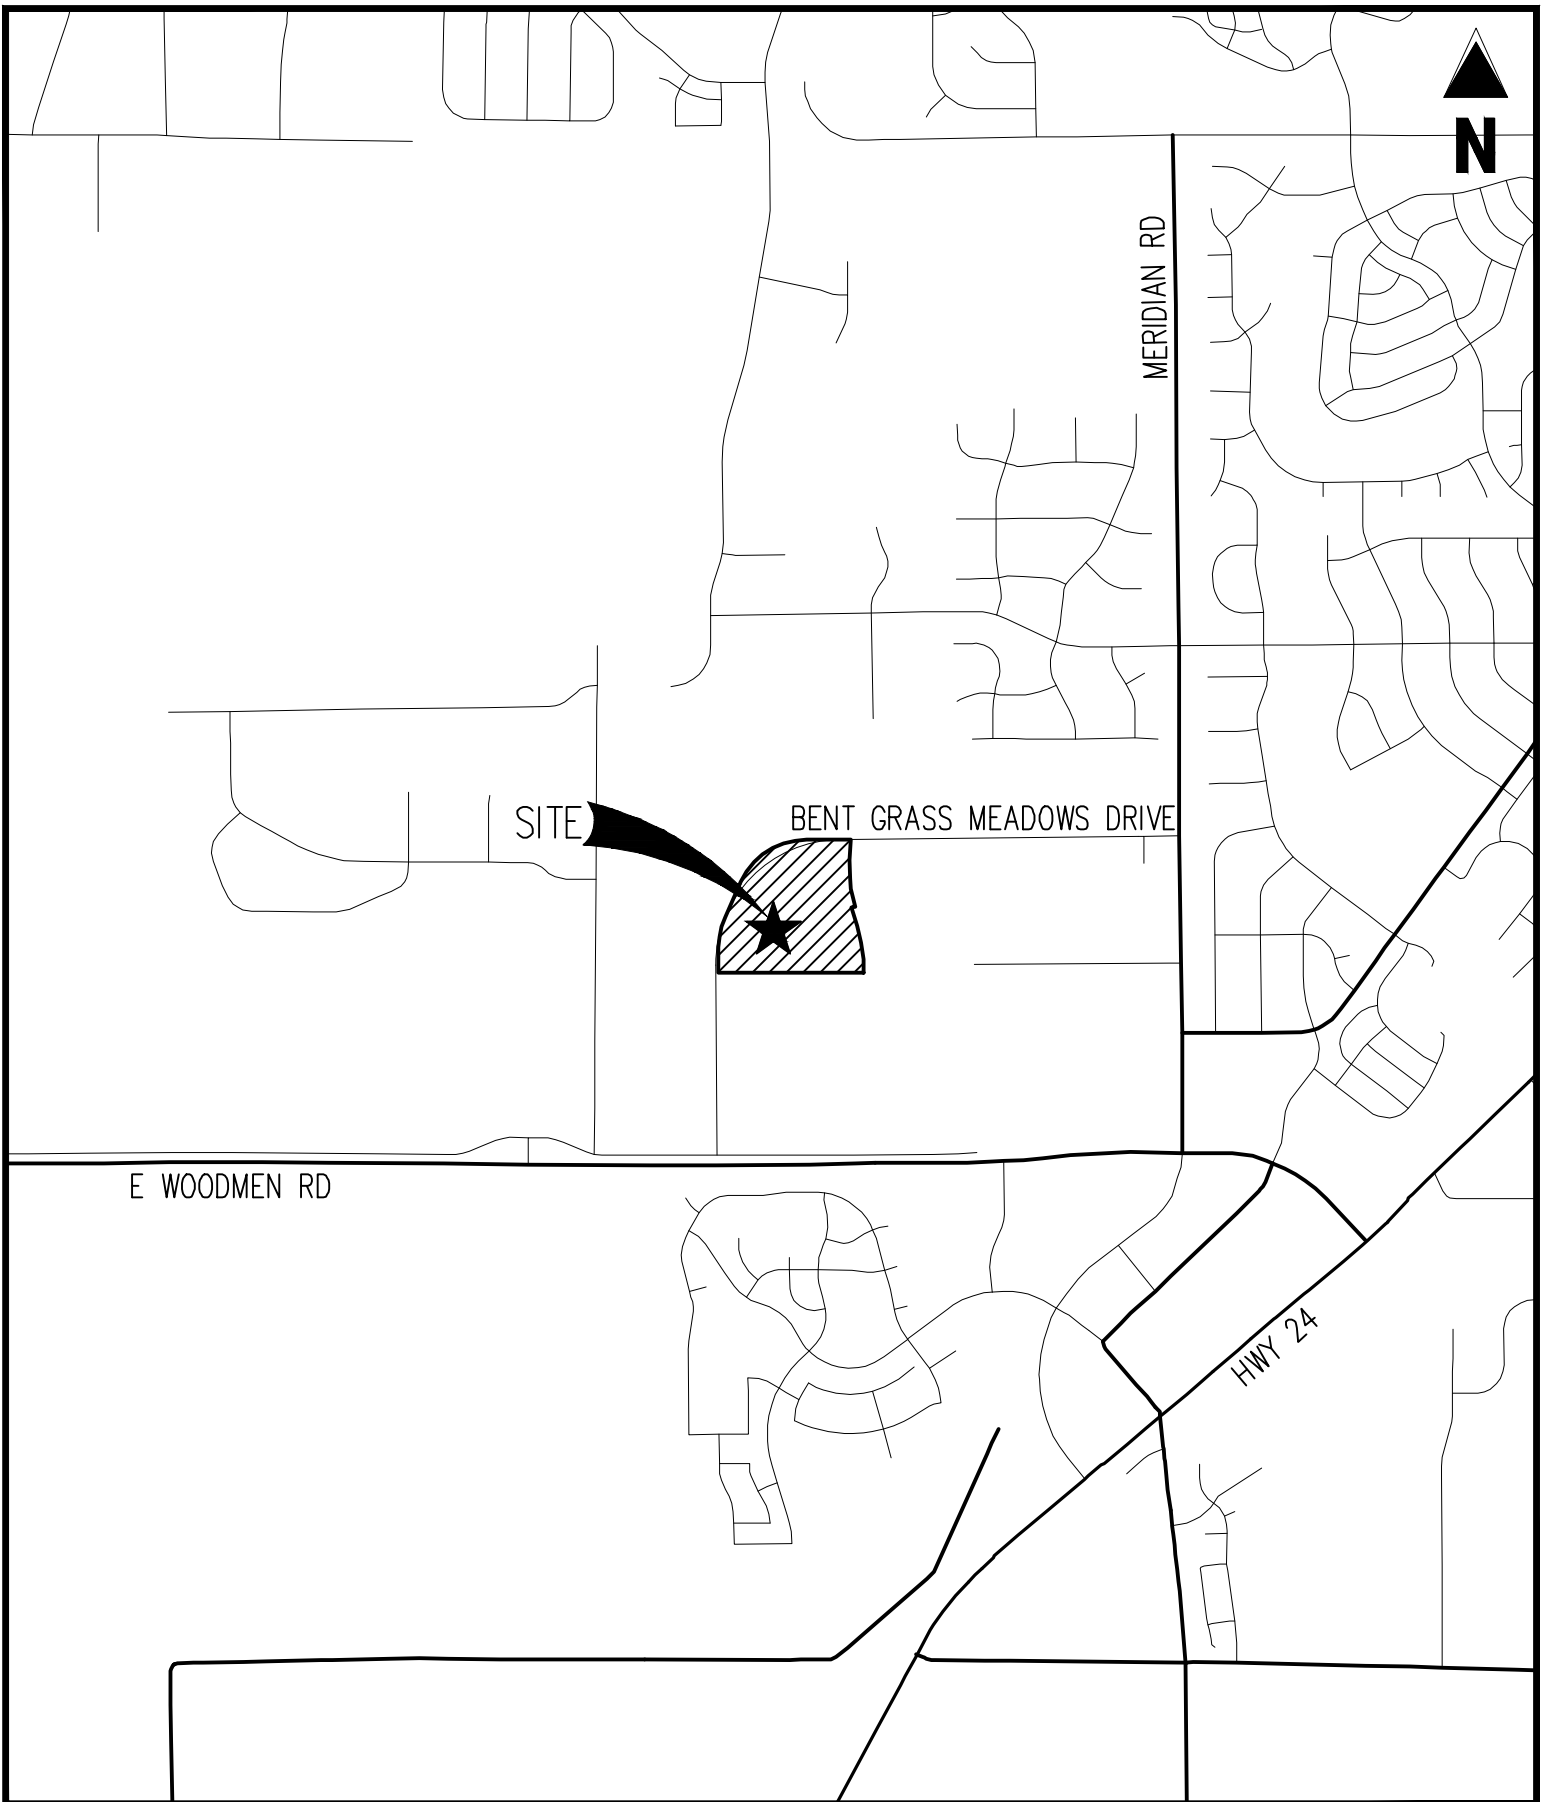 N
MERIDIAN RD
SITE
BENT GRASS MEADOWS DRIVE
E WOODMEN RD
HWY 24